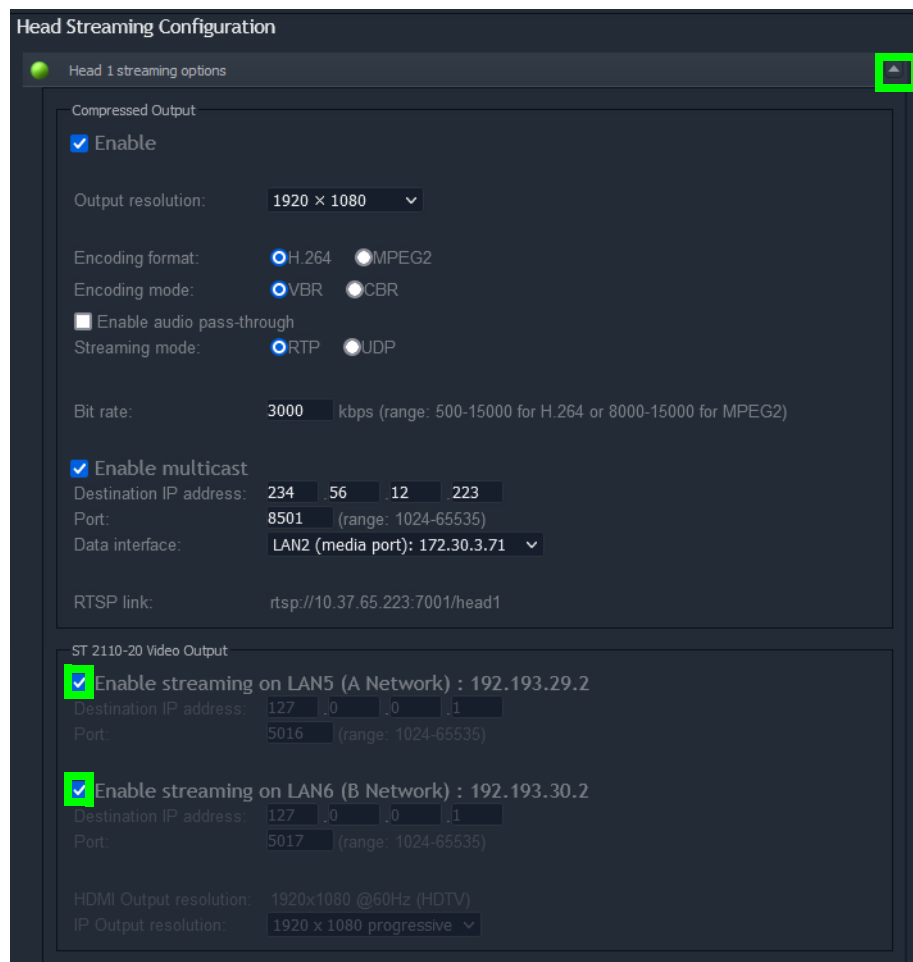 Head Streaming Configuration
Head 1 streaming options
Compressed Output
Enable
Output resolution: 1920 × 1080
Encoding format: H.264 MPEG2
Encoding mode: VBR CBR
Enable audio pass-through
Streaming mode: RTP UDP
Bit rate: 3000 kbps (range: 500-15000 for H.264 or 8000-15000 for MPEG2)
Enable multicast
Destination IP address: 234 .56 .12 .223
Port: 8501 (range: 1024-65535)
Data interface: LAN2 (media port): 172.30.3.71
RTSP link: rtsp://10.37.65.223:7001/head1
ST 2110-20 Video Output
Enable streaming on LAN5 (A Network) : 192.193.29.2
Destination IP address: 127 .0 .0 .1
Port: 5016 (range: 1024-65535)
Enable streaming on LAN6 (B Network) : 192.193.30.2
Destination IP address: 127 .0 .0 .1
Port: 5017 (range: 1024-65535)
HDMI Output resolution: 1920x1080 @60Hz (HDTV)
IP Output resolution: 1920 x 1080 progressive